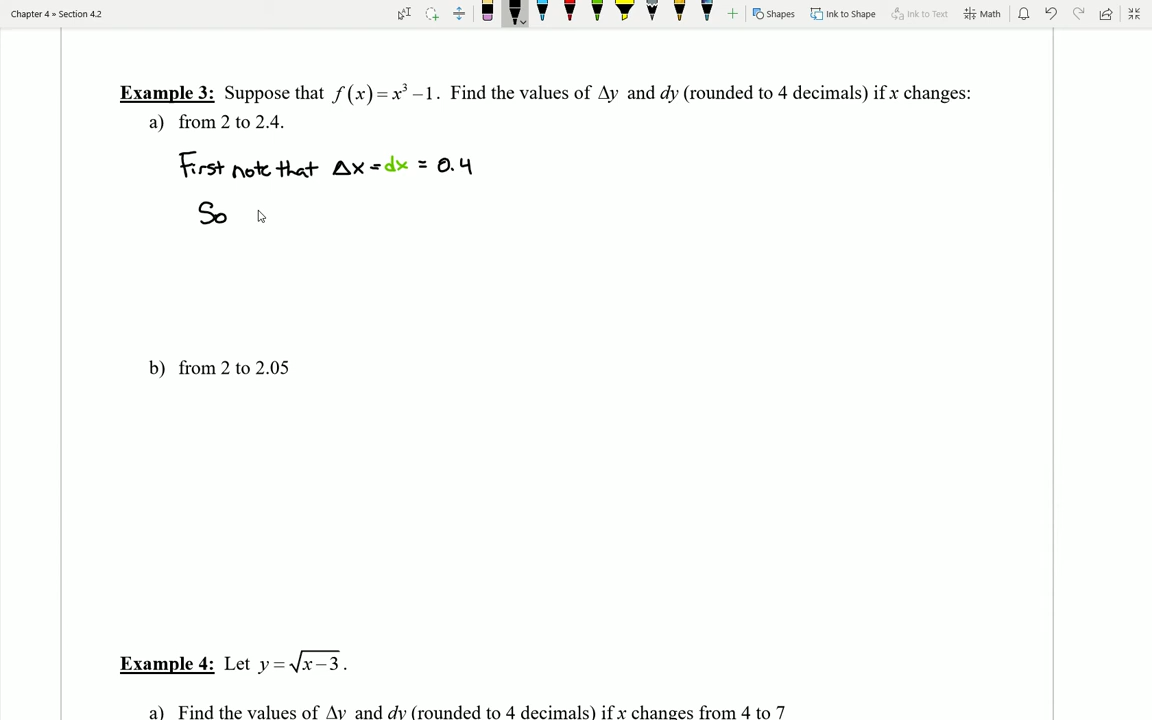 Chapter 4 » Section 4.2
Shapes Ink to Shape Ink to Text Math
Example 3: Suppose that f(x) = x³ − 1. Find the values of Δy and dy (rounded to 4 decimals) if x changes:
a) from 2 to 2.4.
First note that Δx = dx = 0.4
So
b) from 2 to 2.05
Example 4: Let y = √(x − 3).
a) Find the values of Δy and dy (rounded to 4 decimals) if x changes from 4 to 7